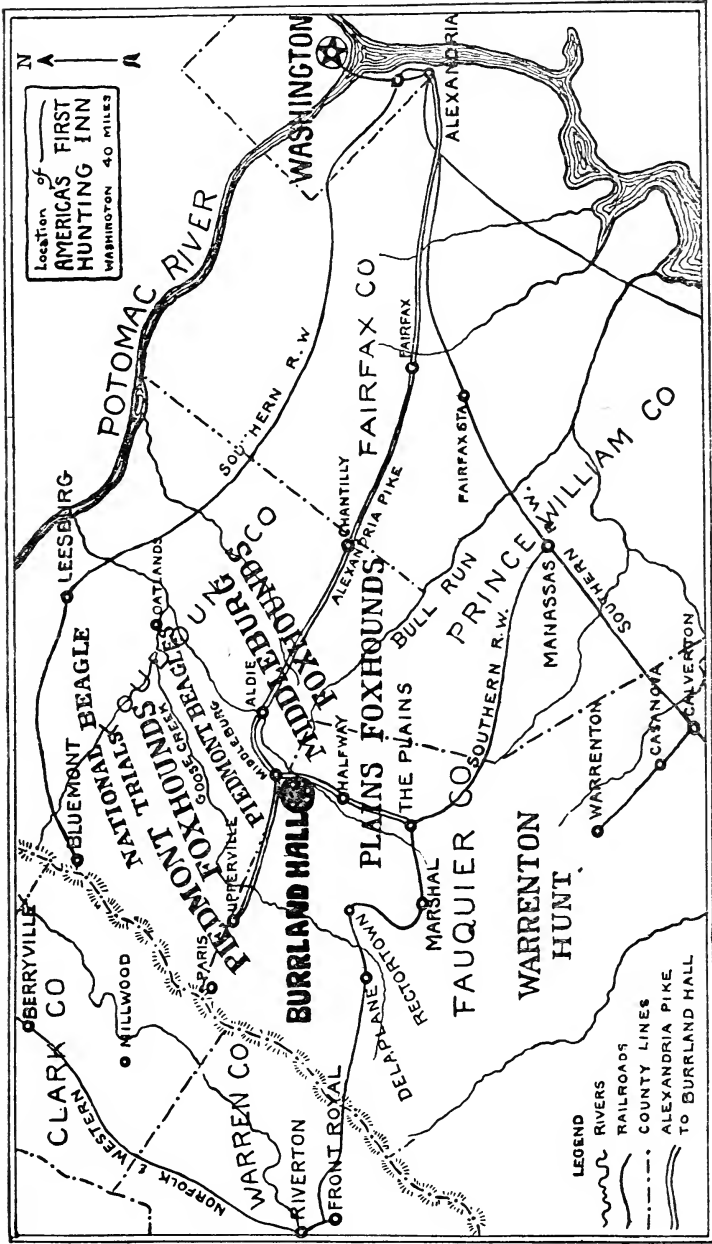 N
Location of
AMERICA'S FIRST
HUNTING INN
WASHINGTON 40 MILES
POTOMAC RIVER
WASHINGTON
ALEXANDRIA
LEESBURG
SOUTHERN R.W
FAIRFAX CO
FAIRFAX
FAIRFAX STA
CHANTILLY
ALEXANDRIA PIKE
OATLANDS
LOUDOUN CO
NATIONAL BEAGLE
TRIALS
BLUEMONT
PIEDMONT
FOXHOUNDS
GOOSE CREEK
PIEDMONT BEAGLES
MIDDLEBURG
FOXHOUNDS
ALDIE
MIDDLEBURG
UPPERVILLE
PARIS
BURRLAND HALL
HALFWAY
PLAINS FOXHOUNDS
THE PLAINS
BULL RUN
PRINCE WILLIAM CO
MANASSAS
SOUTHERN R.W.
SOUTHERN R.W.
FAUQUIER CO
MARSHAL
RECTORTOWN
DELAPLANE
WARRENTON
HUNT
WARRENTON
CASANOVA
CALVERTON
BERRYVILLE
CLARK CO
MILLWOOD
NORFOLK & WESTERN
WARREN CO
RIVERTON
FRONT ROYAL
LEGEND
RIVERS
RAILROADS
COUNTY LINES
ALEXANDRIA PIKE
TO BURRLAND HALL